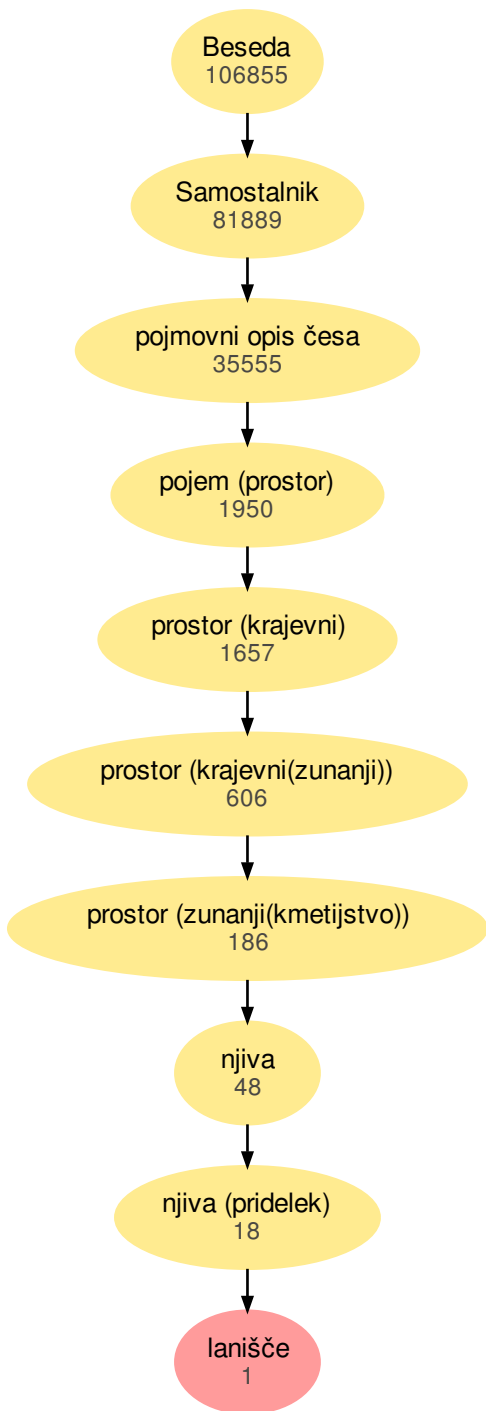 Beseda
106855
Samostalnik
81889
pojmovni opis česa
35555
pojem (prostor)
1950
prostor (krajevni)
1657
prostor (krajevni(zunanji))
606
prostor (zunanji(kmetijstvo))
186
njiva
48
njiva (pridelek)
18
lanišče
1